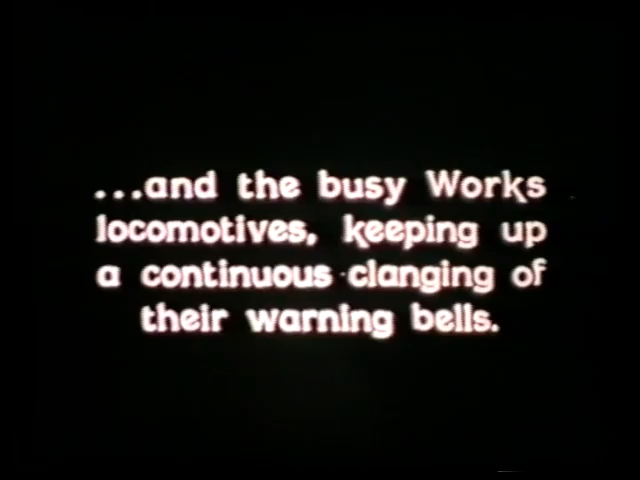 ...and the busy Works
locomotives, keeping up
a continuous clanging of
their warning bells.